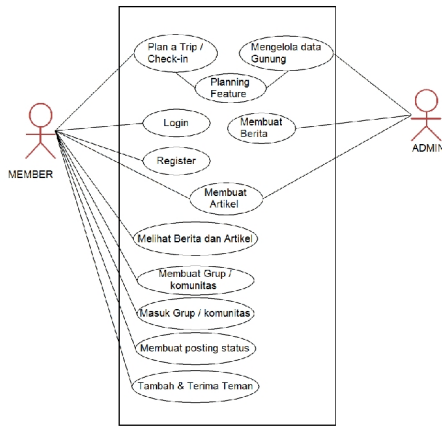 Plan a Trip /
Check-in
Mengelola data
Gunung
Planning
Feature
Login
Membuat
Berita
Register
MEMBER
ADMIN
Membuat
Artikel
Melihat Berita dan Artikel
Membuat Grup /
komunitas
Masuk Grup / komunitas
Membuat posting status
Tambah & Terima Teman